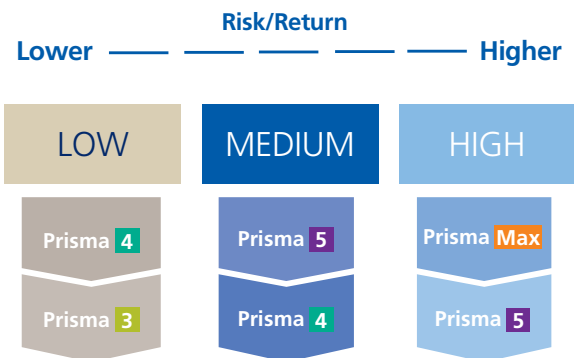 Risk/Return
Lower Higher
LOW MEDIUM HIGH
Prisma 4 Prisma 5 Prisma Max
Prisma 3 Prisma 4 Prisma 5